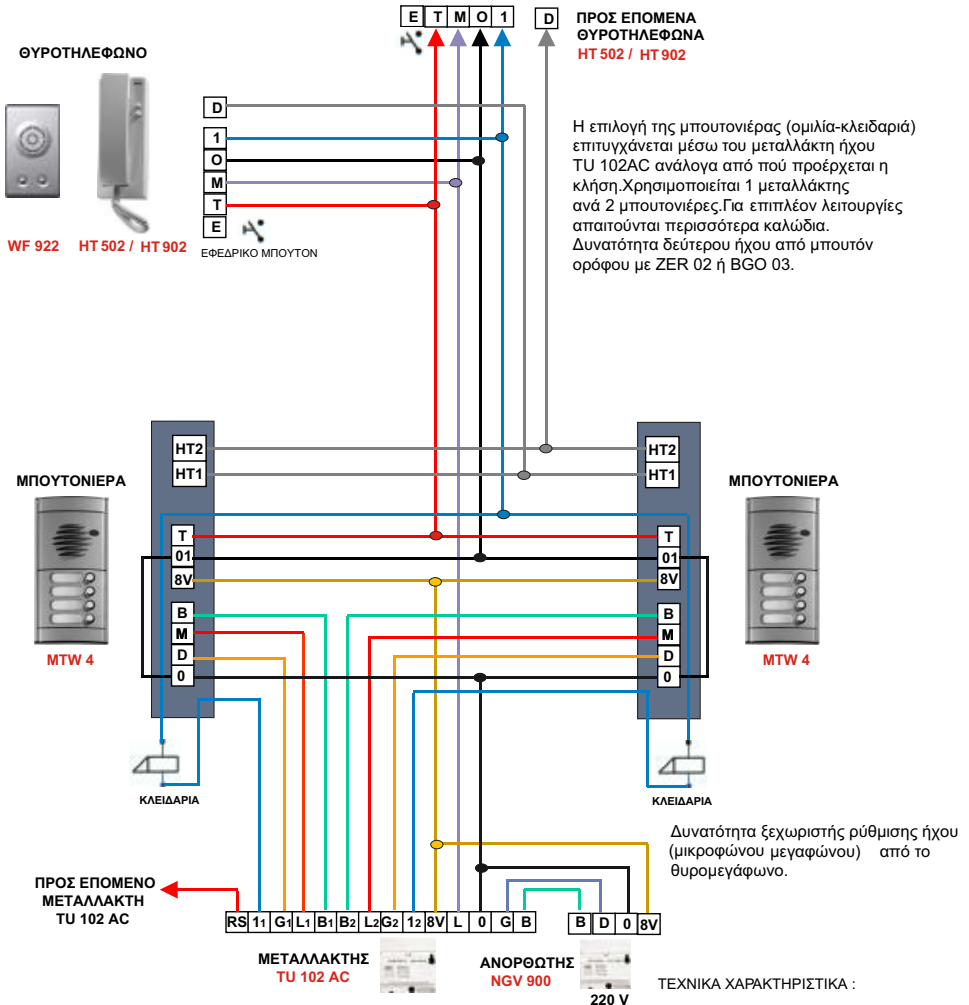 E T M O 1 D
ΠΡΟΣ ΕΠΟΜΕΝΑ
ΘΥΡΟΤΗΛΕΦΩΝΑ
HT 502 / HT 902
ΘΥΡΟΤΗΛΕΦΩΝΟ
D
1
O
M
T
E
WF 922 HT 502 / HT 902
ΕΦΕΔΡΙΚΟ ΜΠΟΥΤΟΝ
Η επιλογή της μπουτονιέρας (ομιλία-κλειδαριά)
επιτυγχάνεται μέσω του μεταλλάκτη ήχου
TU 102AC ανάλογα από πού προέρχεται η
κλήση.Χρησιμοποιείται 1 μεταλλάκτης
ανά 2 μπουτονιέρες.Για επιπλέον λειτουργίες
απαιτούνται περισσότερα καλώδια.
Δυνατότητα δεύτερου ήχου από μπουτόν
ορόφου με ZER 02 ή BGO 03.
ΜΠΟΥΤΟΝΙΕΡΑ
MTW 4
HT2
HT1
T
01
8V
B
M
D
0
ΚΛΕΙΔΑΡΙΑ
HT2
HT1
T
01
8V
B
M
D
0
ΚΛΕΙΔΑΡΙΑ
ΜΠΟΥΤΟΝΙΕΡΑ
MTW 4
Δυνατότητα ξεχωριστής ρύθμισης ήχου
(μικροφώνου μεγαφώνου) από το
θυρομεγάφωνο.
ΠΡΟΣ ΕΠΟΜΕΝΟ
ΜΕΤΑΛΛΑΚΤΗ
TU 102 AC
RS 11 G1 L1 B1 B2 L2 G2 12 8V L 0 G B
B D 0 8V
ΜΕΤΑΛΛΑΚΤΗΣ
TU 102 AC
ΑΝΟΡΘΩΤΗΣ
NGV 900
220 V
ΤΕΧΝΙΚΑ ΧΑΡΑΚΤΗΡΙΣΤΙΚΑ :